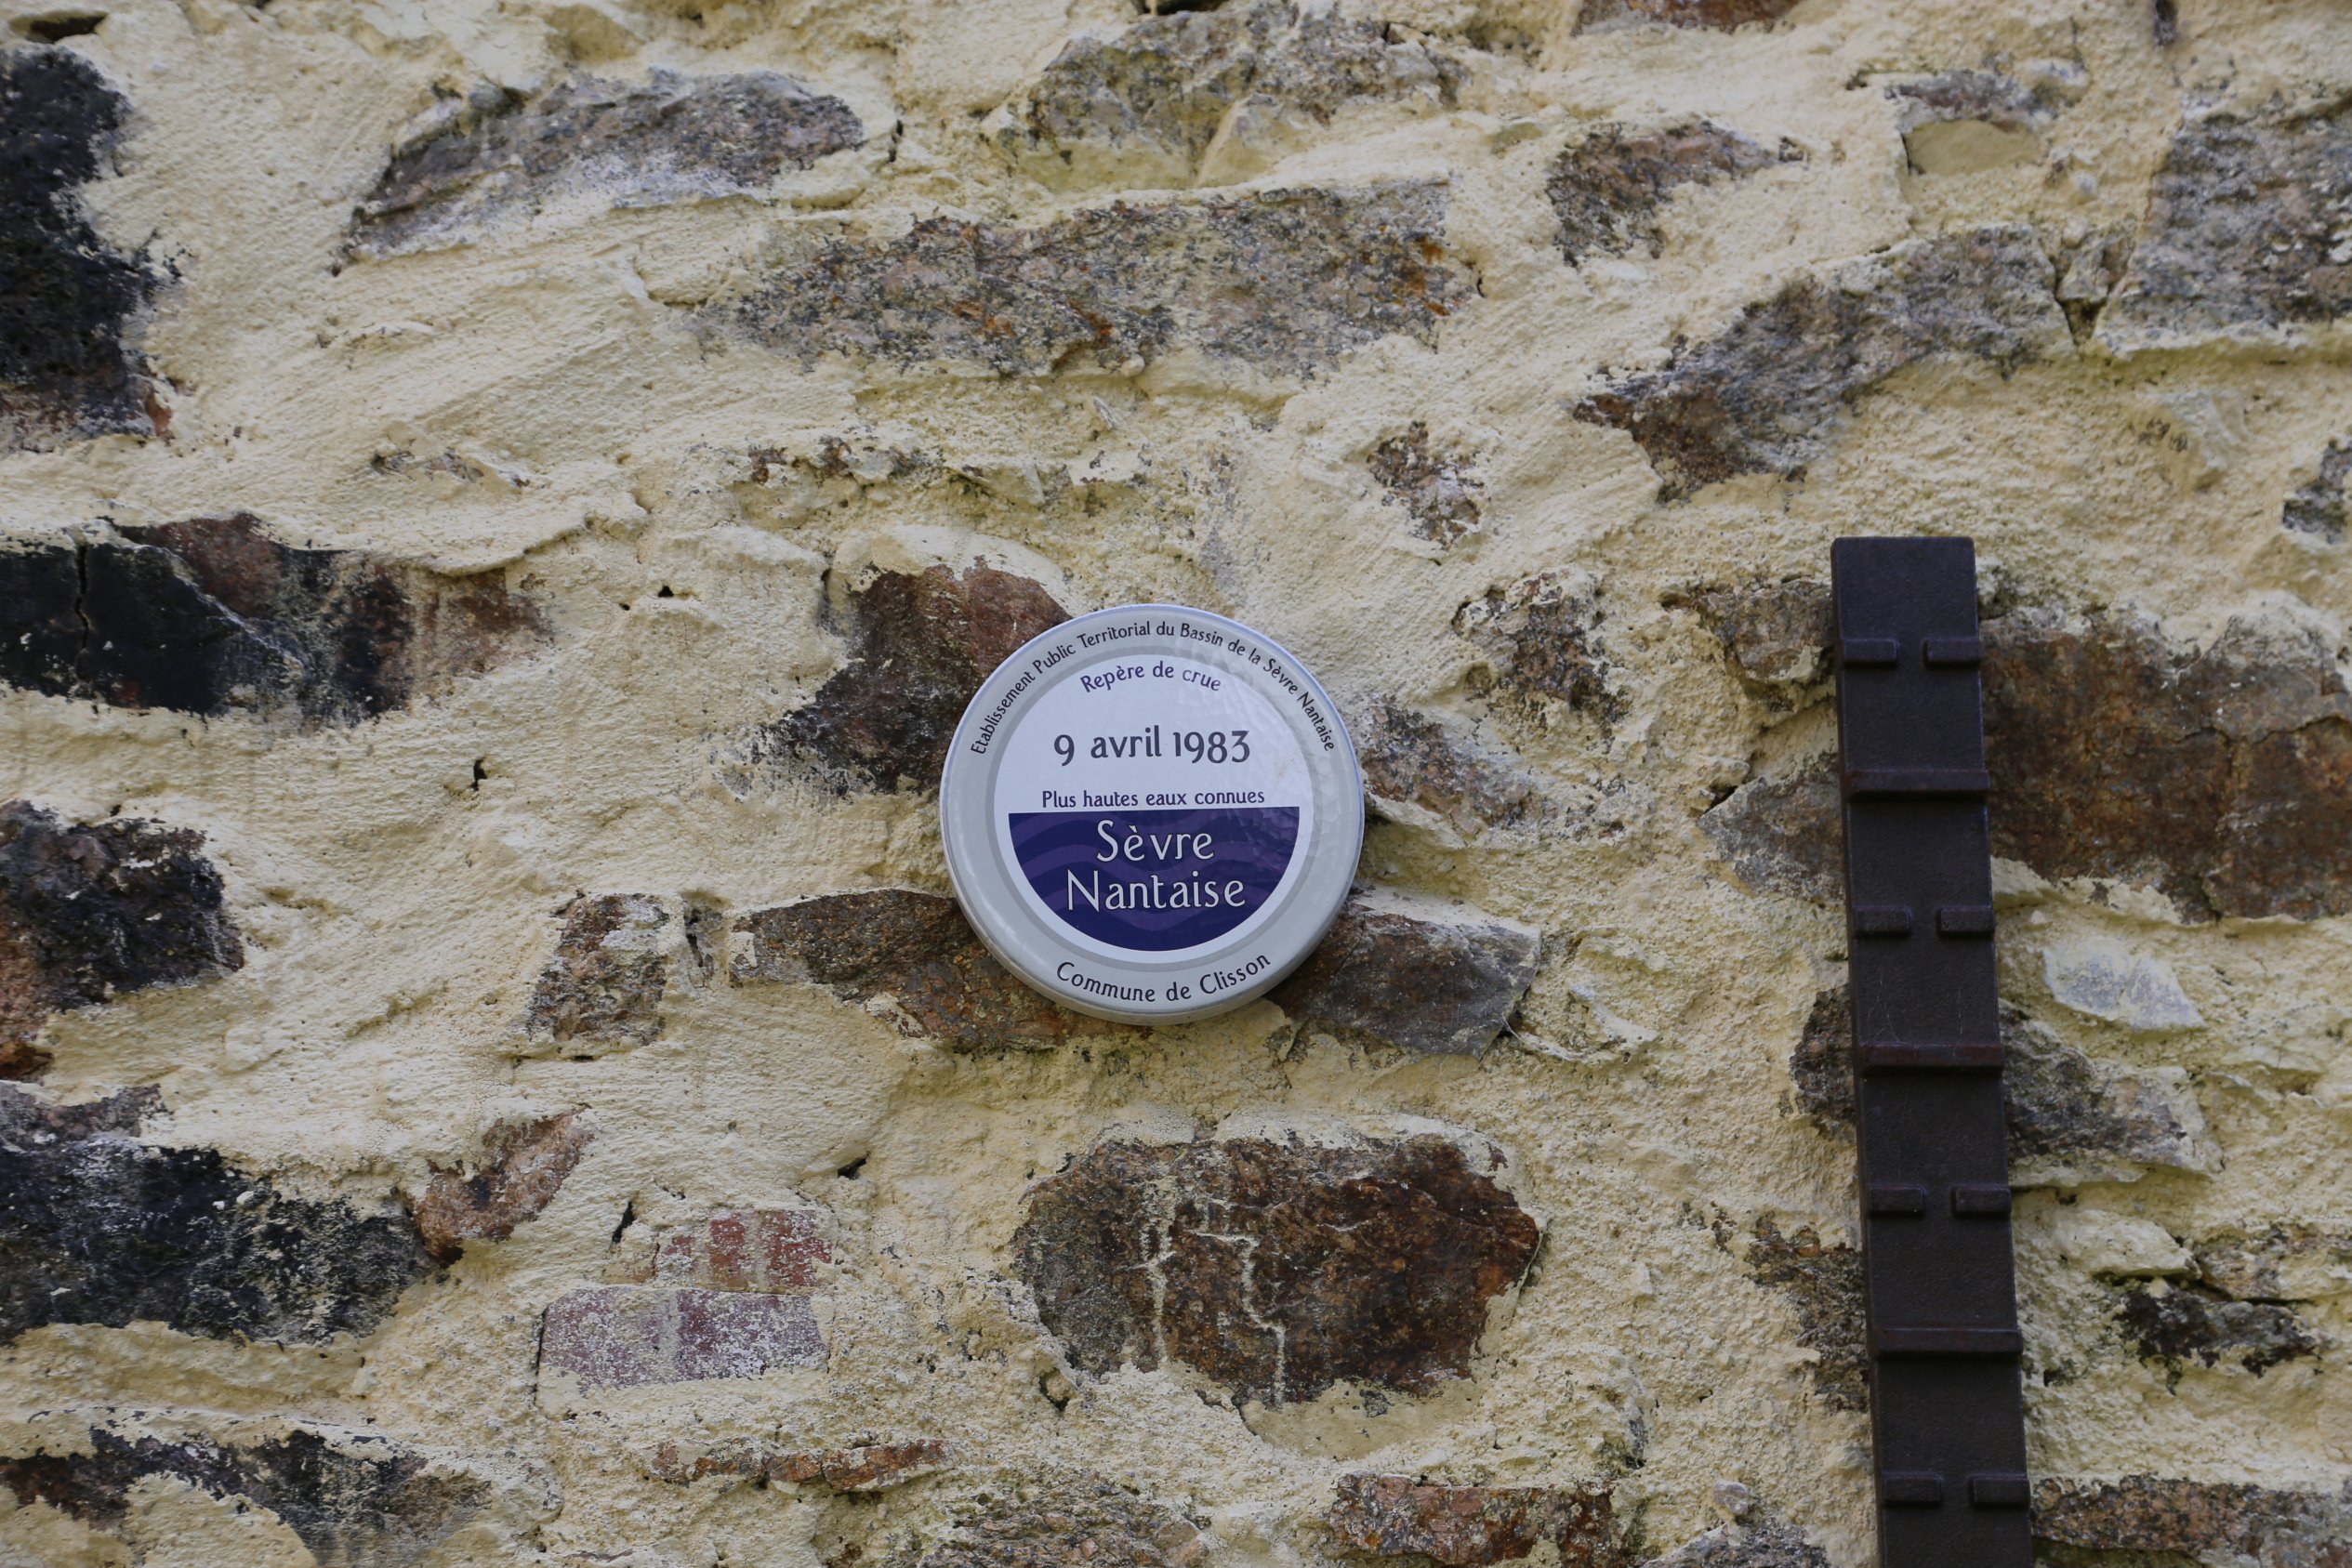 Etablissement Public Territorial du Bassin de la Sèvre Nantaise
Repère de crue
9 avril 1983
Plus hautes eaux connues
Sèvre
Nantaise
Commune de Clisson